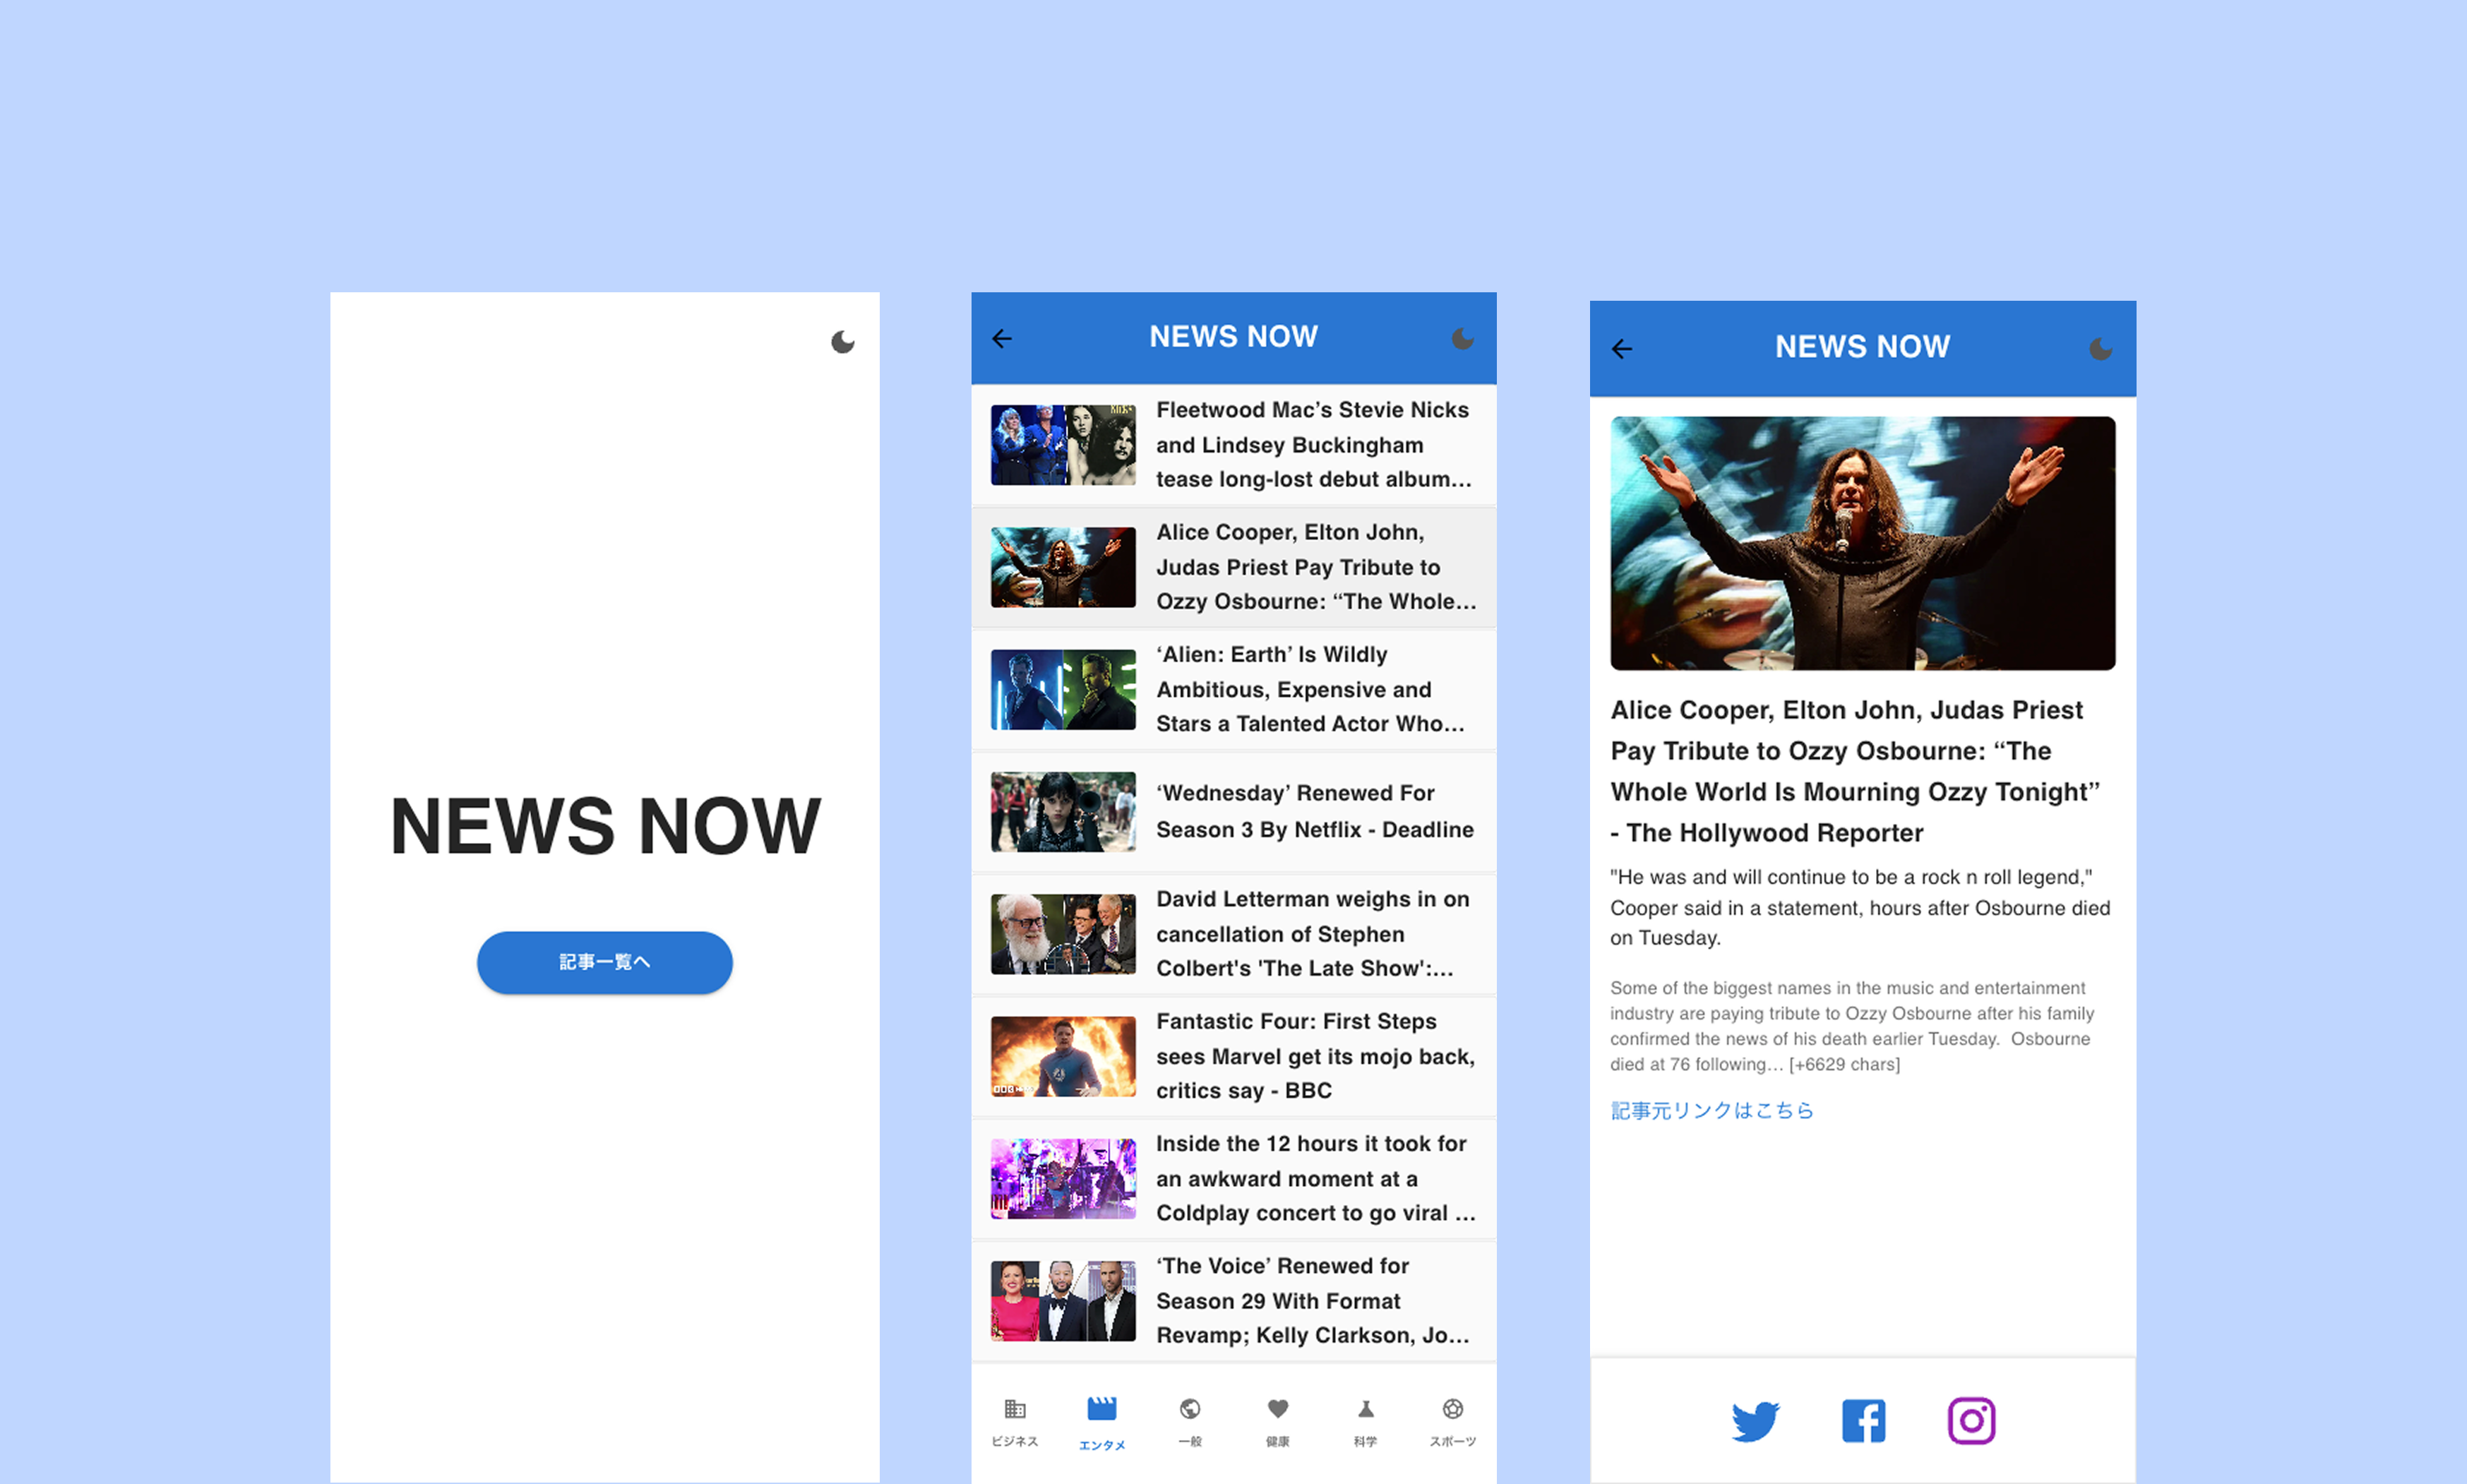 NEWS NOW
記事一覧へ
NEWS NOW
Fleetwood Mac’s Stevie Nicks
and Lindsey Buckingham
tease long-lost debut album…
Alice Cooper, Elton John,
Judas Priest Pay Tribute to
Ozzy Osbourne: “The Whole…
‘Alien: Earth’ Is Wildly
Ambitious, Expensive and
Stars a Talented Actor Who…
‘Wednesday’ Renewed For
Season 3 By Netflix - Deadline
David Letterman weighs in on
cancellation of Stephen
Colbert's 'The Late Show':…
Fantastic Four: First Steps
sees Marvel get its mojo back,
critics say - BBC
Inside the 12 hours it took for
an awkward moment at a
Coldplay concert to go viral …
‘The Voice’ Renewed for
Season 29 With Format
Revamp; Kelly Clarkson, Jo…
ビジネス
エンタメ
一般
健康
科学
スポーツ
NEWS NOW
Alice Cooper, Elton John, Judas Priest
Pay Tribute to Ozzy Osbourne: “The
Whole World Is Mourning Ozzy Tonight”
- The Hollywood Reporter
"He was and will continue to be a rock n roll legend,"
Cooper said in a statement, hours after Osbourne died
on Tuesday.
Some of the biggest names in the music and entertainment
industry are paying tribute to Ozzy Osbourne after his family
confirmed the news of his death earlier Tuesday.  Osbourne
died at 76 following… [+6629 chars]
記事元リンクはこちら